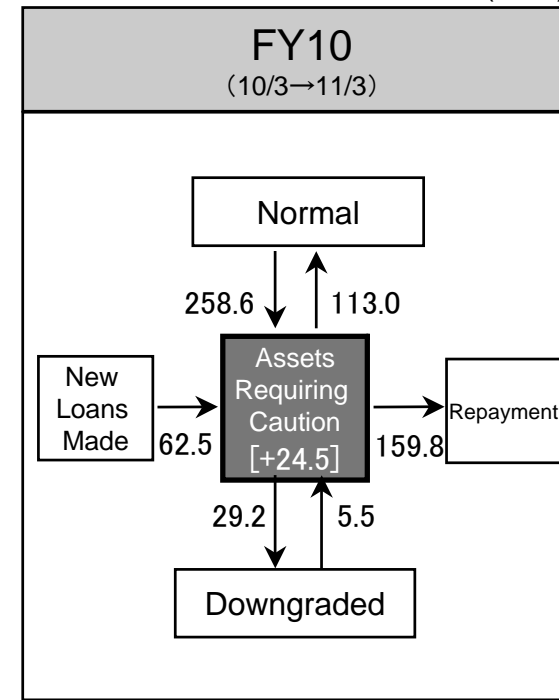 FY10
(10/3→11/3)
Normal
258.6
113.0
New
Loans
Made
62.5
Assets
Requiring
Caution
[+24.5]
159.8
Repayment
29.2
5.5
Downgraded